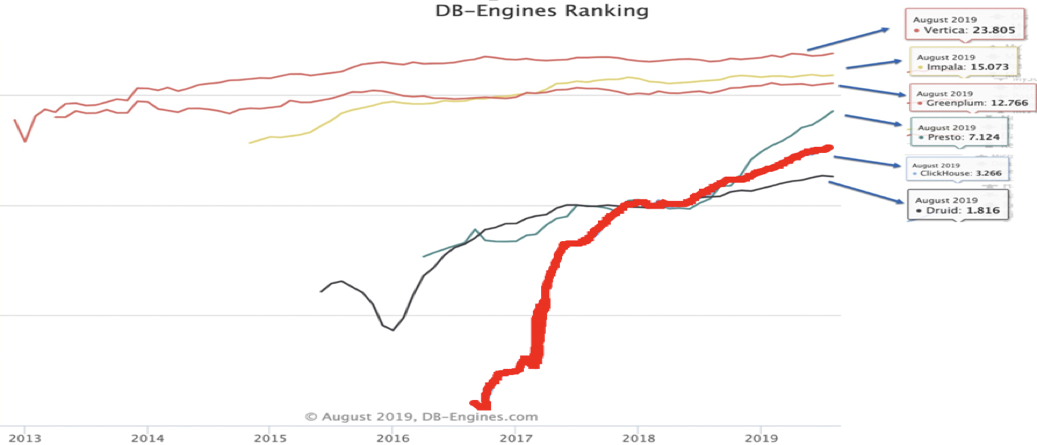 DB-Engines Ranking
August 2019
• Vertica: 23.805
August 2019
• Impala: 15.073
August 2019
• Greenplum: 12.766
August 2019
• Presto: 7.124
August 2019
• ClickHouse: 3.266
August 2019
• Druid: 1.816
© August 2019, DB-Engines.com
2013 2014 2015 2016 2017 2018 2019